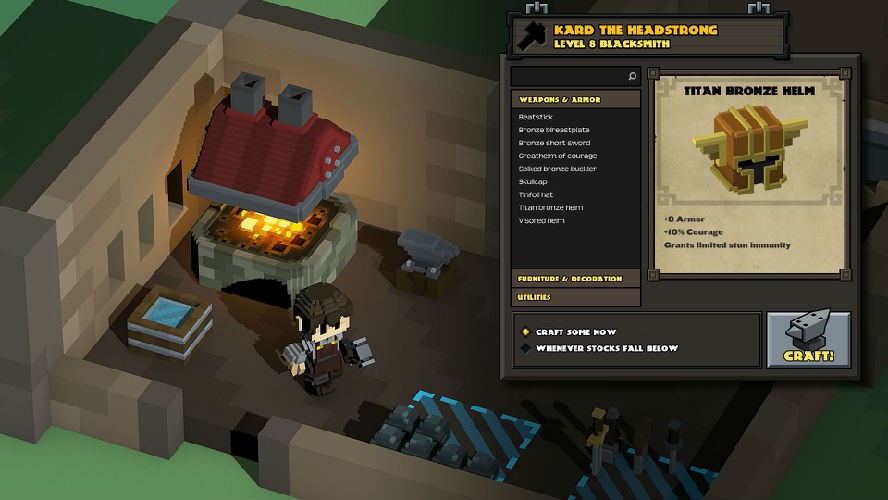 KARD THE HEADSTRONG
LEVEL 8 BLACKSMITH
WEAPONS & ARMOR
Beatstick
Bronze breastplate
Bronze short sword
Greathelm of courage
Spiked bronze buckler
Skullcap
Tinfoil hat
Titan bronze helm
Visored helm
FURNITURE & DECORATION
UTILITIES
TITAN BRONZE HELM
Armor
+10% Courage
Grants limited stun immunity
CRAFT SOME NOW
WHENEVER STOCKS FALL BELOW
CRAFT!